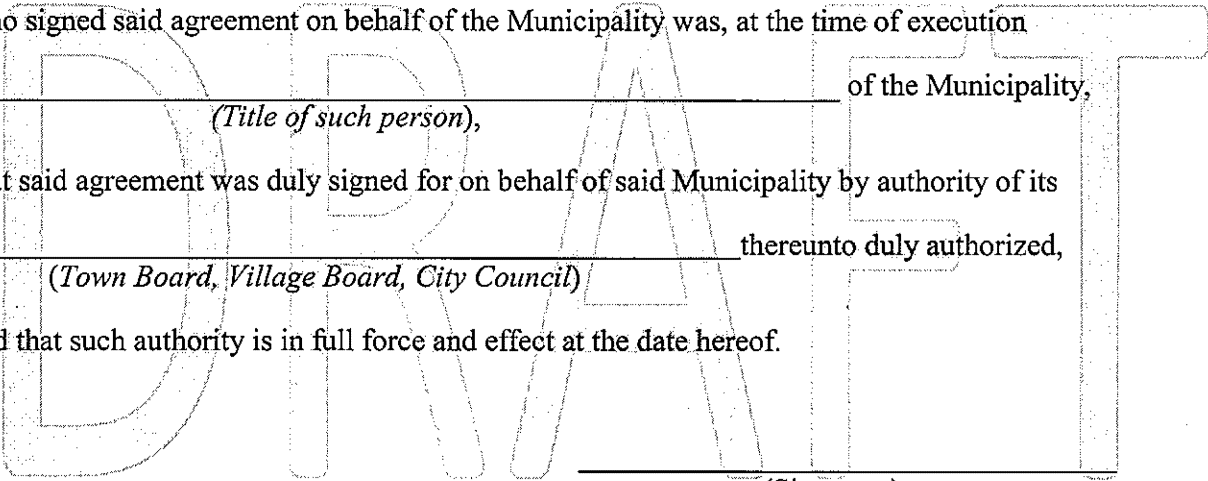 o signed said agreement on behalf of the Municipality was, at the time of execution
of the Municipality,
(Title of such person),
t said agreement was duly signed for on behalf of said Municipality by authority of its
thereunto duly authorized,
(Town Board, Village Board, City Council)
d that such authority is in full force and effect at the date hereof.
DRAFT